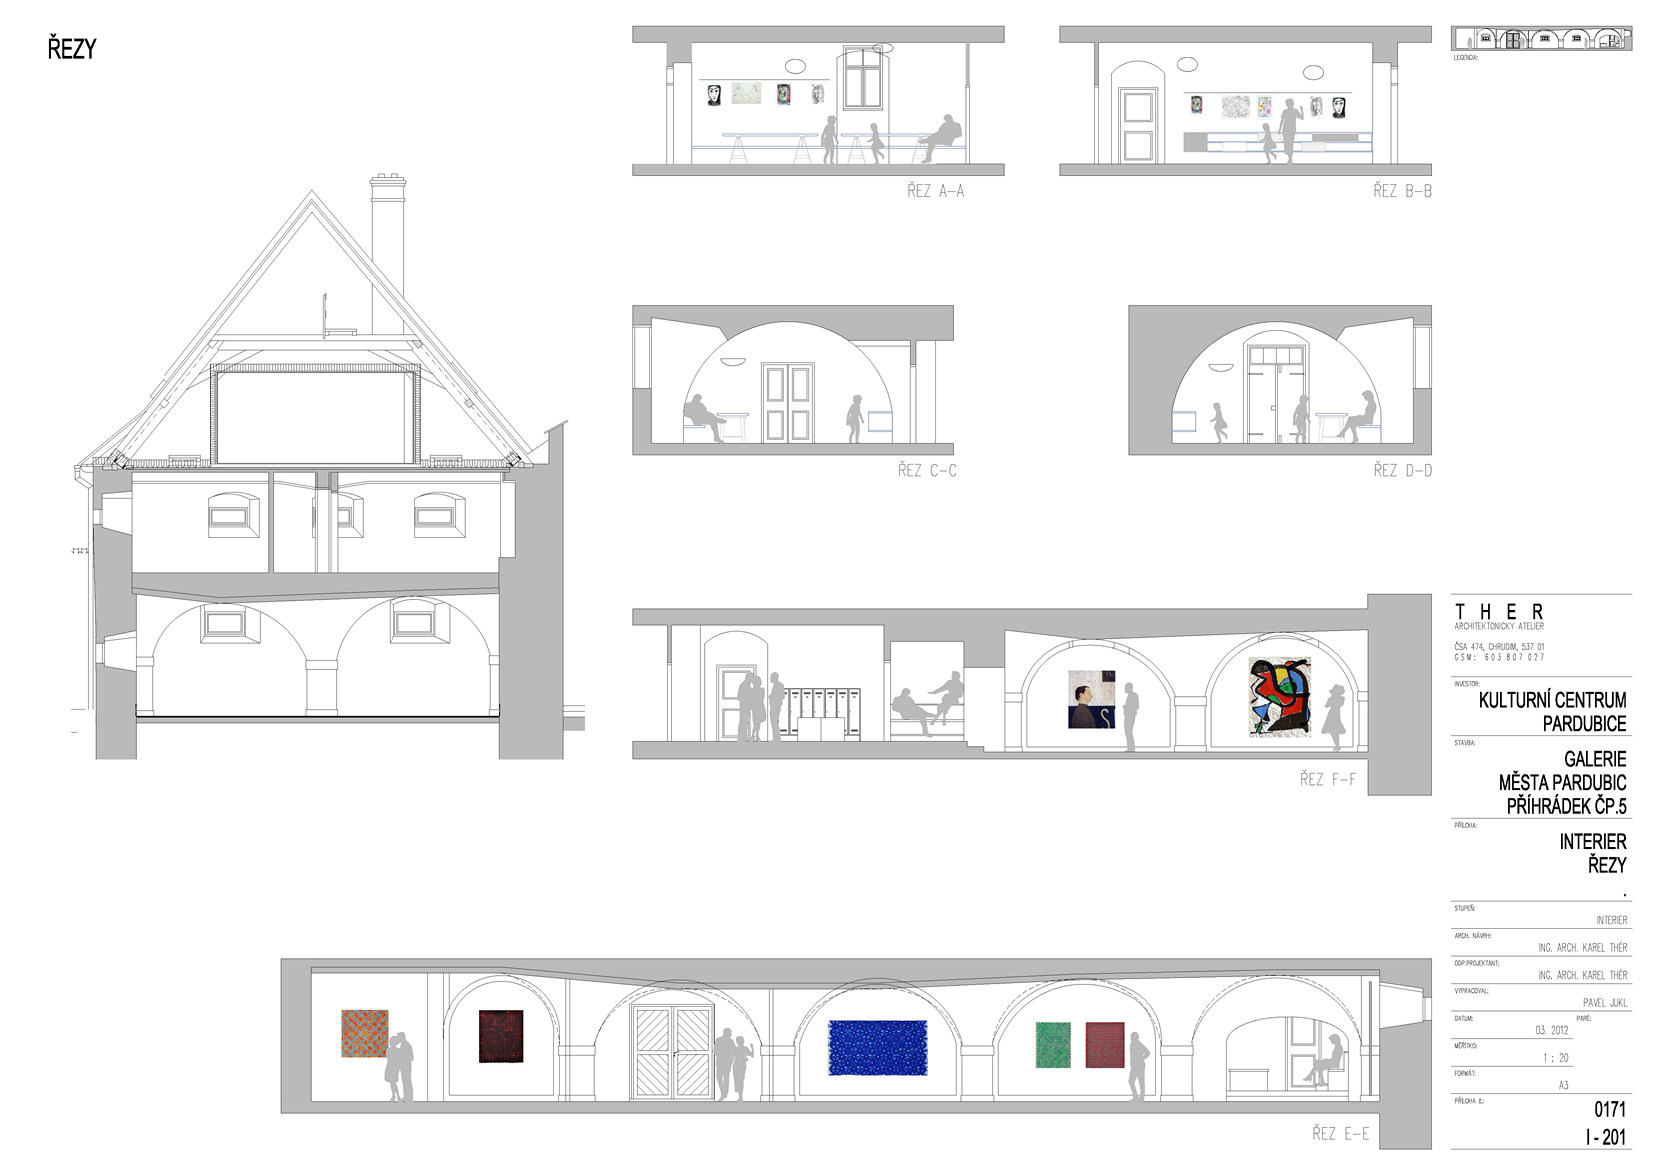 ŘEZY
LEGENDA:
ŘEZ A-A
ŘEZ B-B
ŘEZ C-C
ŘEZ D-D
ŘEZ F-F
ŘEZ E-E
THER
ARCHITEKTONICKY ATELIER
ČSA 474, CHRUDIM, 537 01
GSM: 603 807 027
INVESTOR:
KULTURNÍ CENTRUM
PARDUBICE
STAVBA:
GALERIE
MĚSTA PARDUBIC
PŘÍHRÁDEK ČP.5
PŘÍLOHA:
INTERIER
ŘEZY
.
STUPEŇ:
INTERIER
ARCH. NÁVRH:
ING. ARCH. KAREL THÉR
ODP.PROJEKTANT:
ING. ARCH. KAREL THÉR
VYPRACOVAL:
PAVEL JUKL
DATUM: PARÉ:
03. 2012
MĚŘÍTKO:
1 : 20
FORMÁT:
A3
PŘÍLOHA Č.:
0171
I - 201